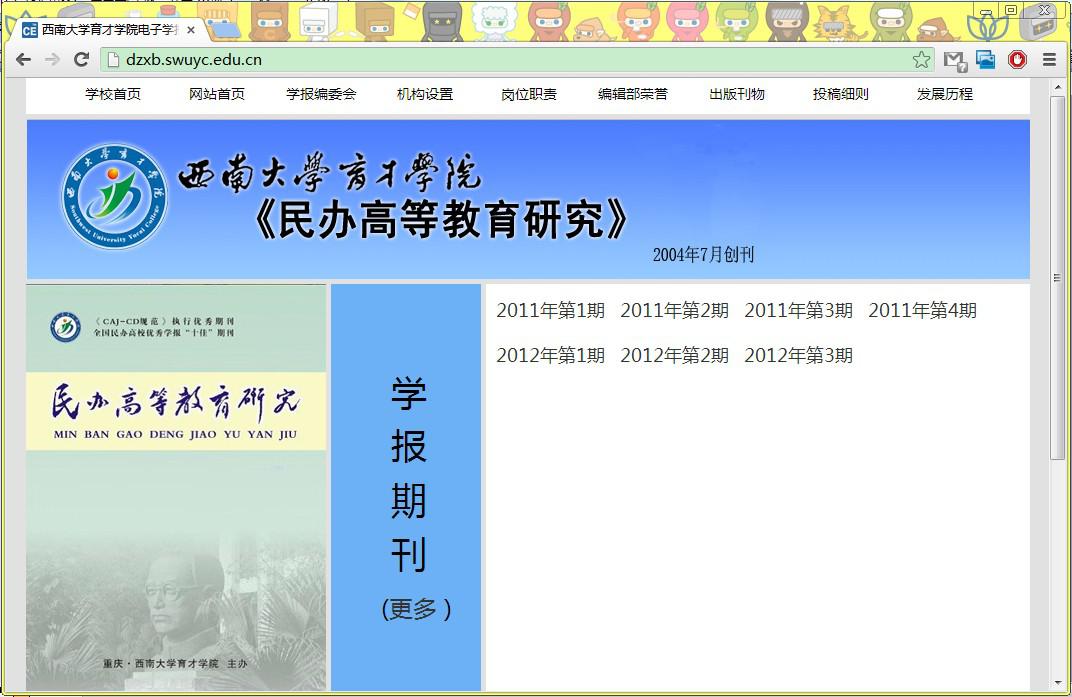 西南大学育才学院电子学
dzxb.swuyc.edu.cn
学校首页 网站首页 学报编委会 机构设置 岗位职责 编辑部荣誉 出版刊物 投稿细则 发展历程
西南大学育才学院
Southwest University Yucai College
西南大學育才學院
《民办高等教育研究》
2004年7月创刊
《CAJ-CD规范》执行优秀期刊
全国民办高校优秀学报“十佳”期刊
民办高等教育研究
MIN BAN GAO DENG JIAO YU YAN JIU
重庆·西南大学育才学院 主办
学
报
期
刊
(更多)
2011年第1期 2011年第2期 2011年第3期 2011年第4期
2012年第1期 2012年第2期 2012年第3期